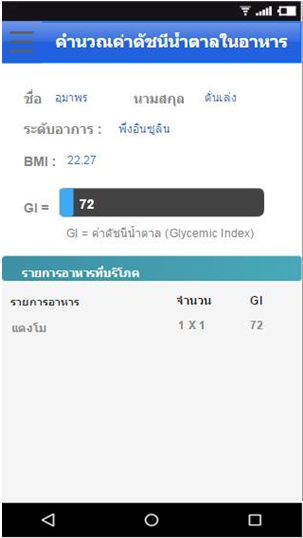 คำนวณค่าดัชนีน้ำตาลในอาหาร
ชื่อ อุมาพร นามสกุล ดั่นเล่ง
ระดับอาการ : พึ่งอินซูลิน
BMI : 22.27
GI = 72
GI = ค่าดัชนีน้ำตาล (Glycemic Index)
รายการอาหารที่บริโภค
รายการอาหาร จำนวน GI
แตงโม 1 X 1 72